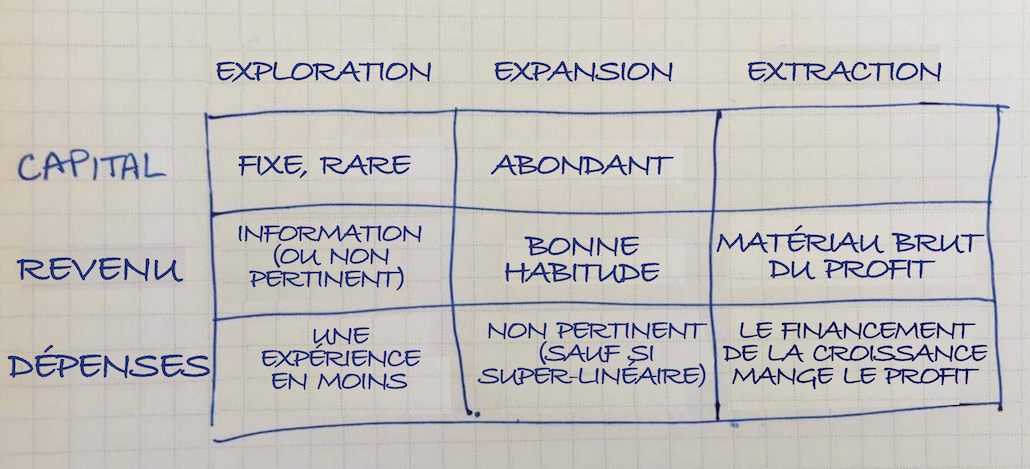 EXPLORATION EXPANSION EXTRACTION
CAPITAL FIXE, RARE ABONDANT
REVENU
INFORMATION
(OU NON
PERTINENT)
BONNE
HABITUDE
MATÉRIAU BRUT
DU PROFIT
DÉPENSES
UNE
EXPÉRIENCE
EN MOINS
NON PERTINENT
(SAUF SI
SUPER-LINÉAIRE)
LE FINANCEMENT
DE LA CROISSANCE
MANGE LE PROFIT